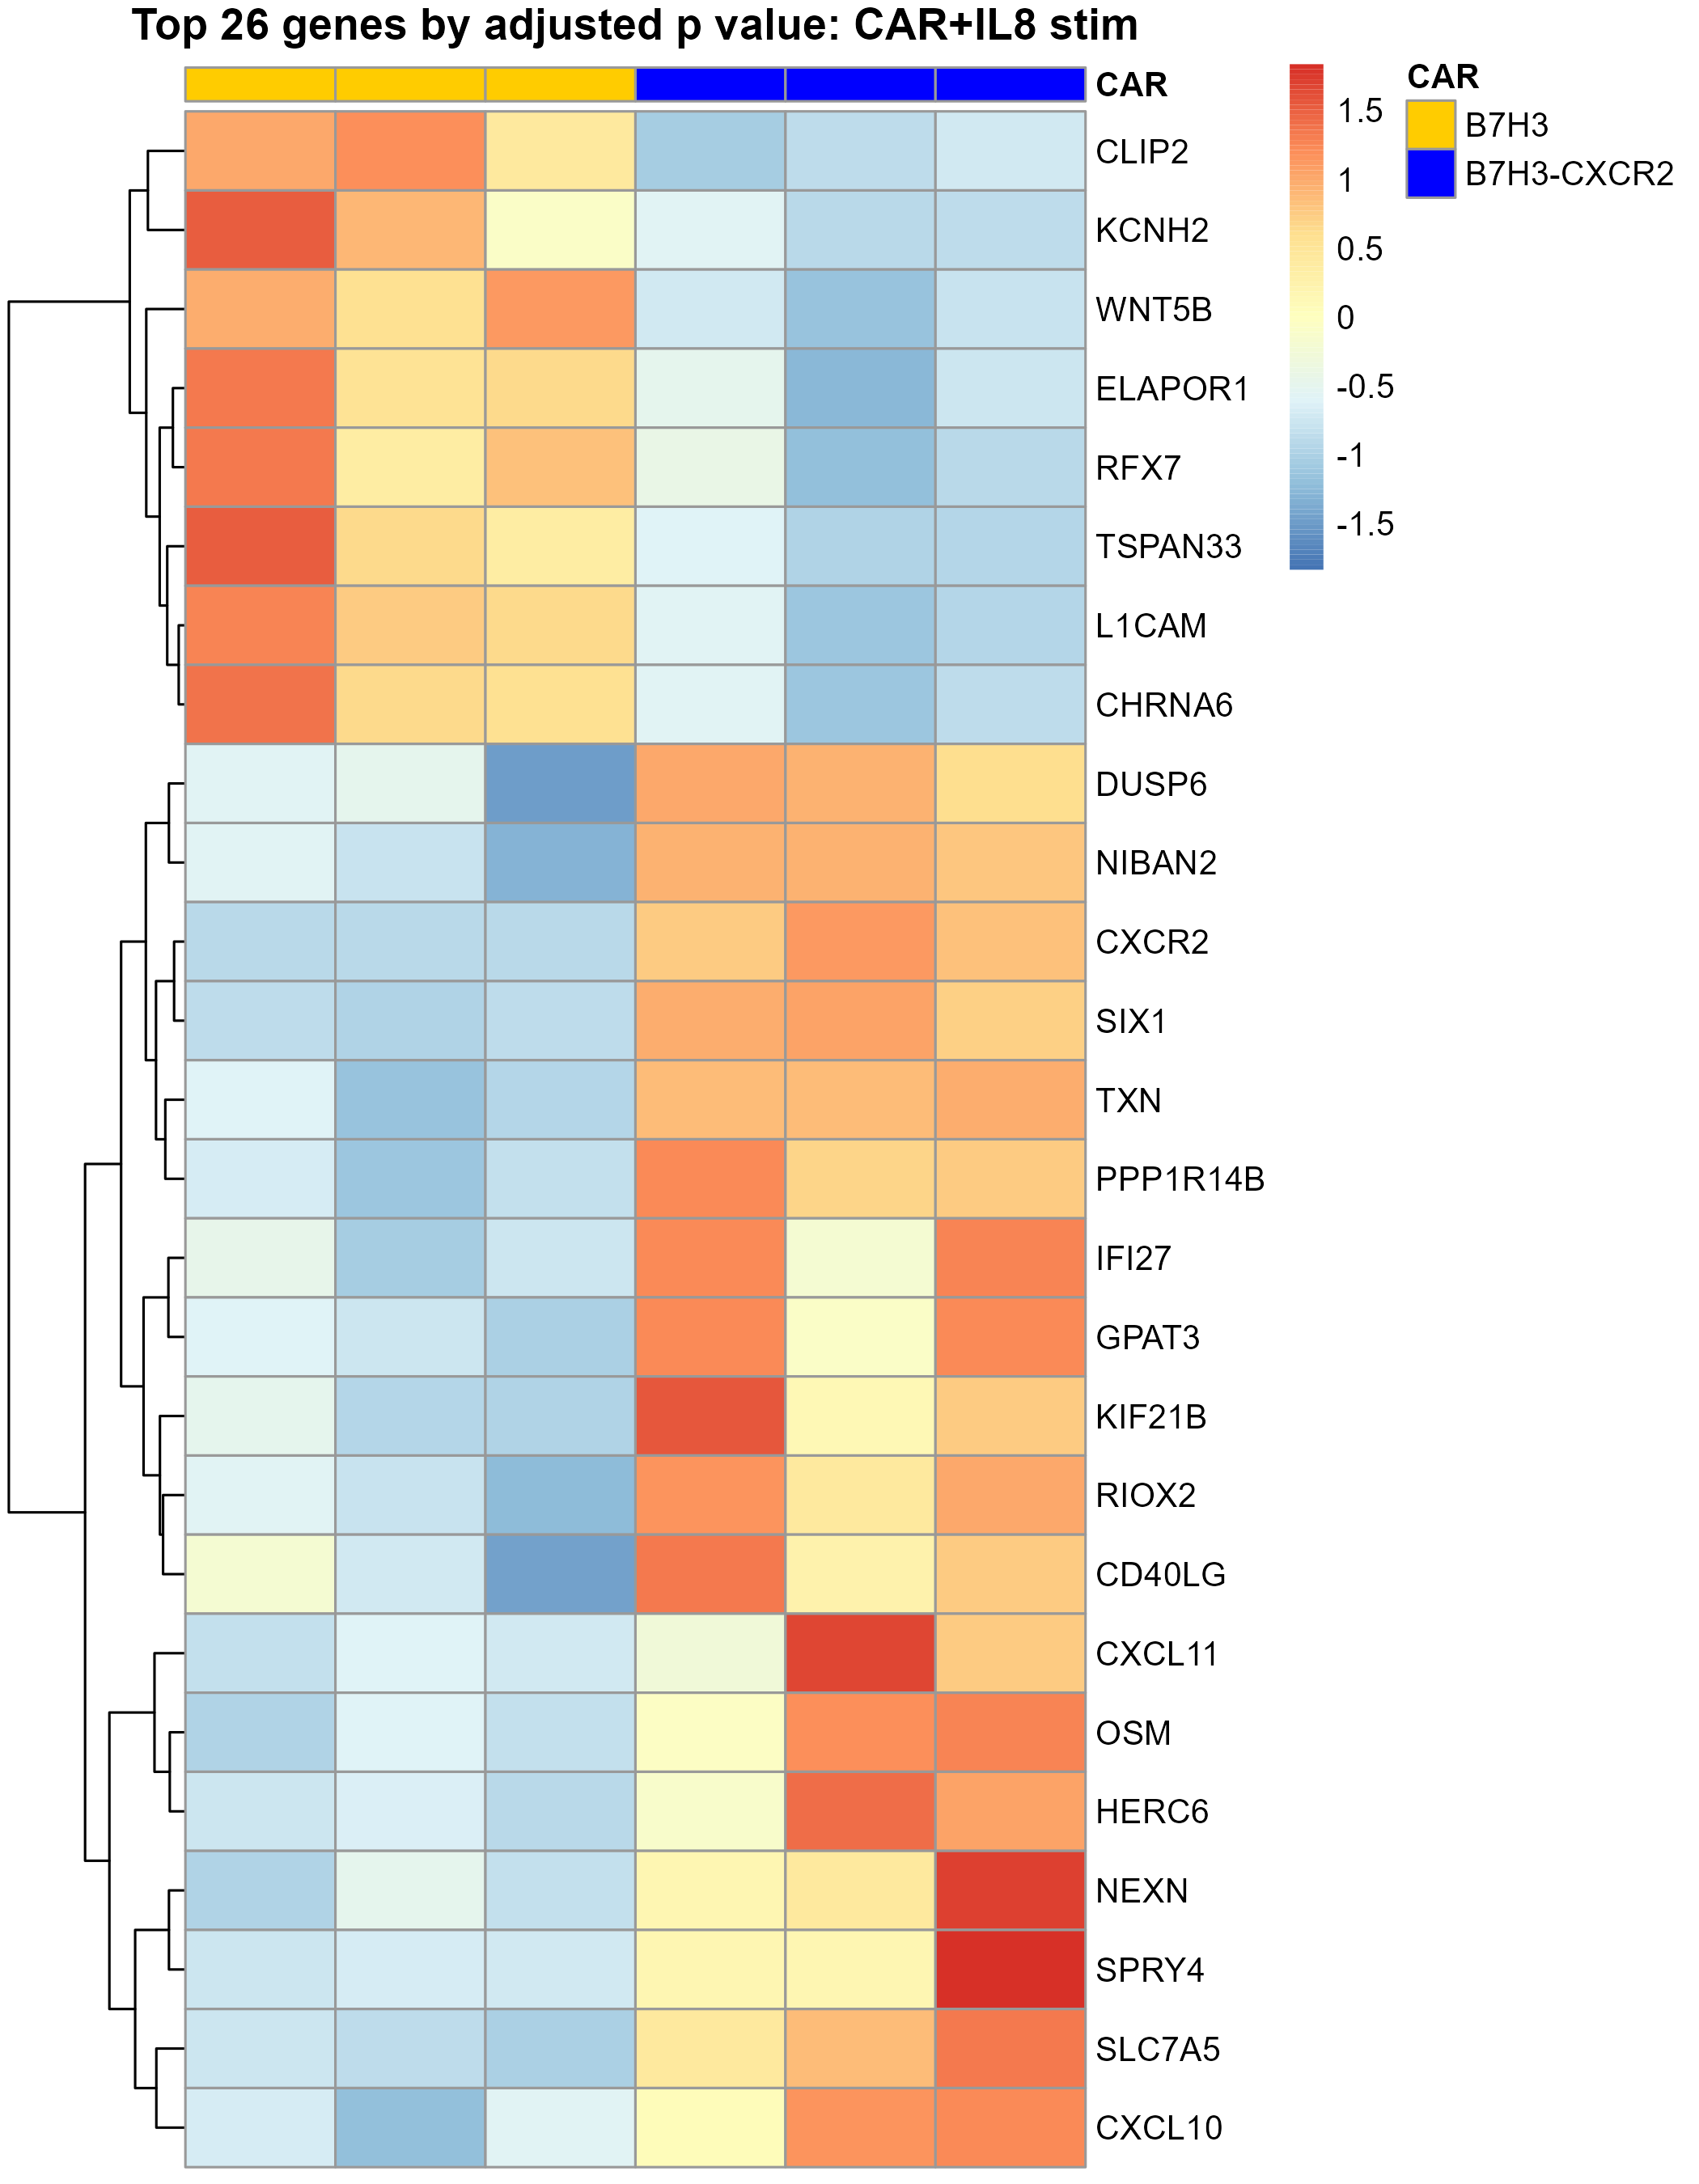 Top 26 genes by adjusted p value: CAR+IL8 stim
CAR
CLIP2
KCNH2
WNT5B
ELAPOR1
RFX7
TSPAN33
L1CAM
CHRNA6
DUSP6
NIBAN2
CXCR2
SIX1
TXN
PPP1R14B
IFI27
GPAT3
KIF21B
RIOX2
CD40LG
CXCL11
OSM
HERC6
NEXN
SPRY4
SLC7A5
CXCL10
1.5
1
0.5
0
-0.5
-1
-1.5
CAR
B7H3
B7H3-CXCR2